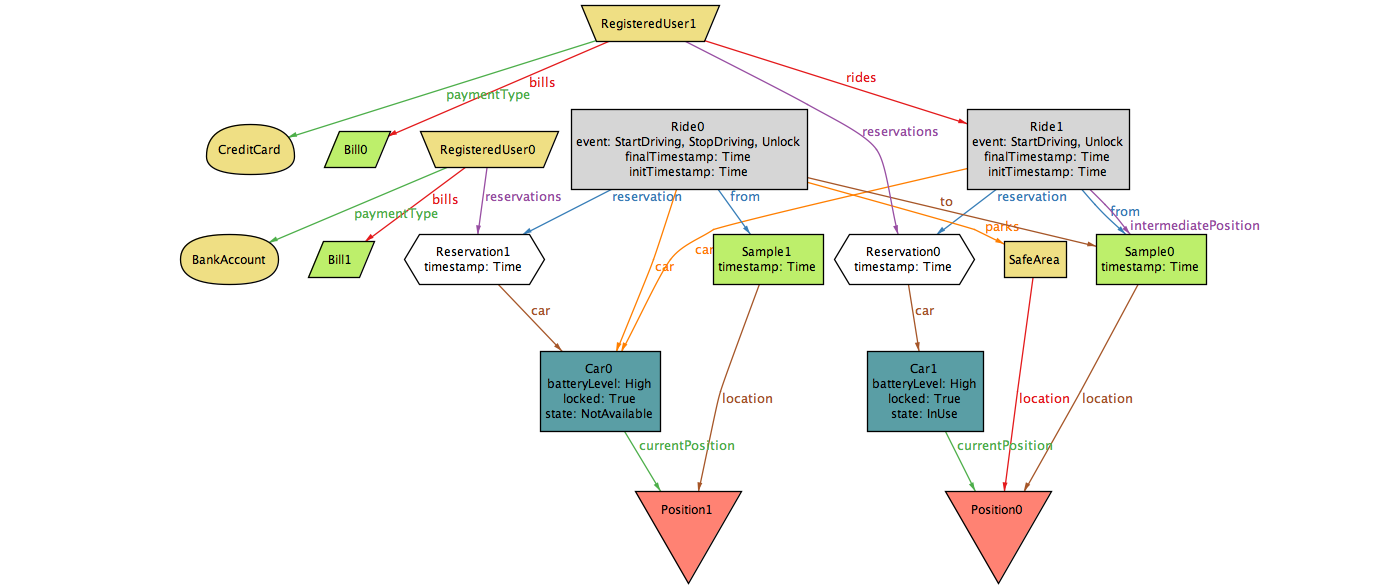 RegisteredUser1
rides
bills
paymentType
Ride0
event: StartDriving, StopDriving, Unlock
finalTimestamp: Time
initTimestamp: Time
reservations
Ride1
event: StartDriving, Unlock
finalTimestamp: Time
initTimestamp: Time
CreditCard
Bill0
RegisteredUser0
paymentType
bills
reservations
reservation
from
to
reservation
from
intermediatePosition
parks
BankAccount
Bill1
Reservation1
timestamp: Time
car
car
Sample1
timestamp: Time
Reservation0
timestamp: Time
SafeArea
Sample0
timestamp: Time
car
car
Car0
batteryLevel: High
locked: True
state: NotAvailable
location
Car1
batteryLevel: High
locked: True
state: InUse
location
location
currentPosition
currentPosition
Position1
Position0